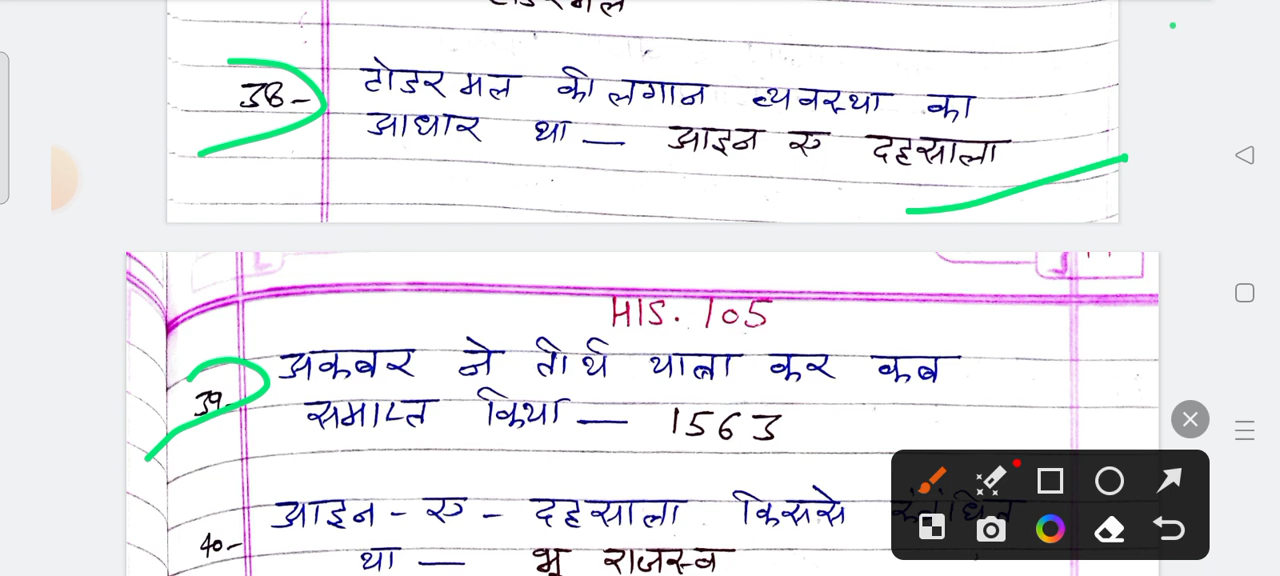 टोडरमल
38- टोडरमल की लगान व्यवस्था का
आधार था — आइन ए दहसाला
HIS. 105
39- अकबर ने तीर्थ यात्रा कर कब
समाप्त किया — 1563
40- आइन - ए - दहसाला किससे संबंधित
था — भू राजस्व